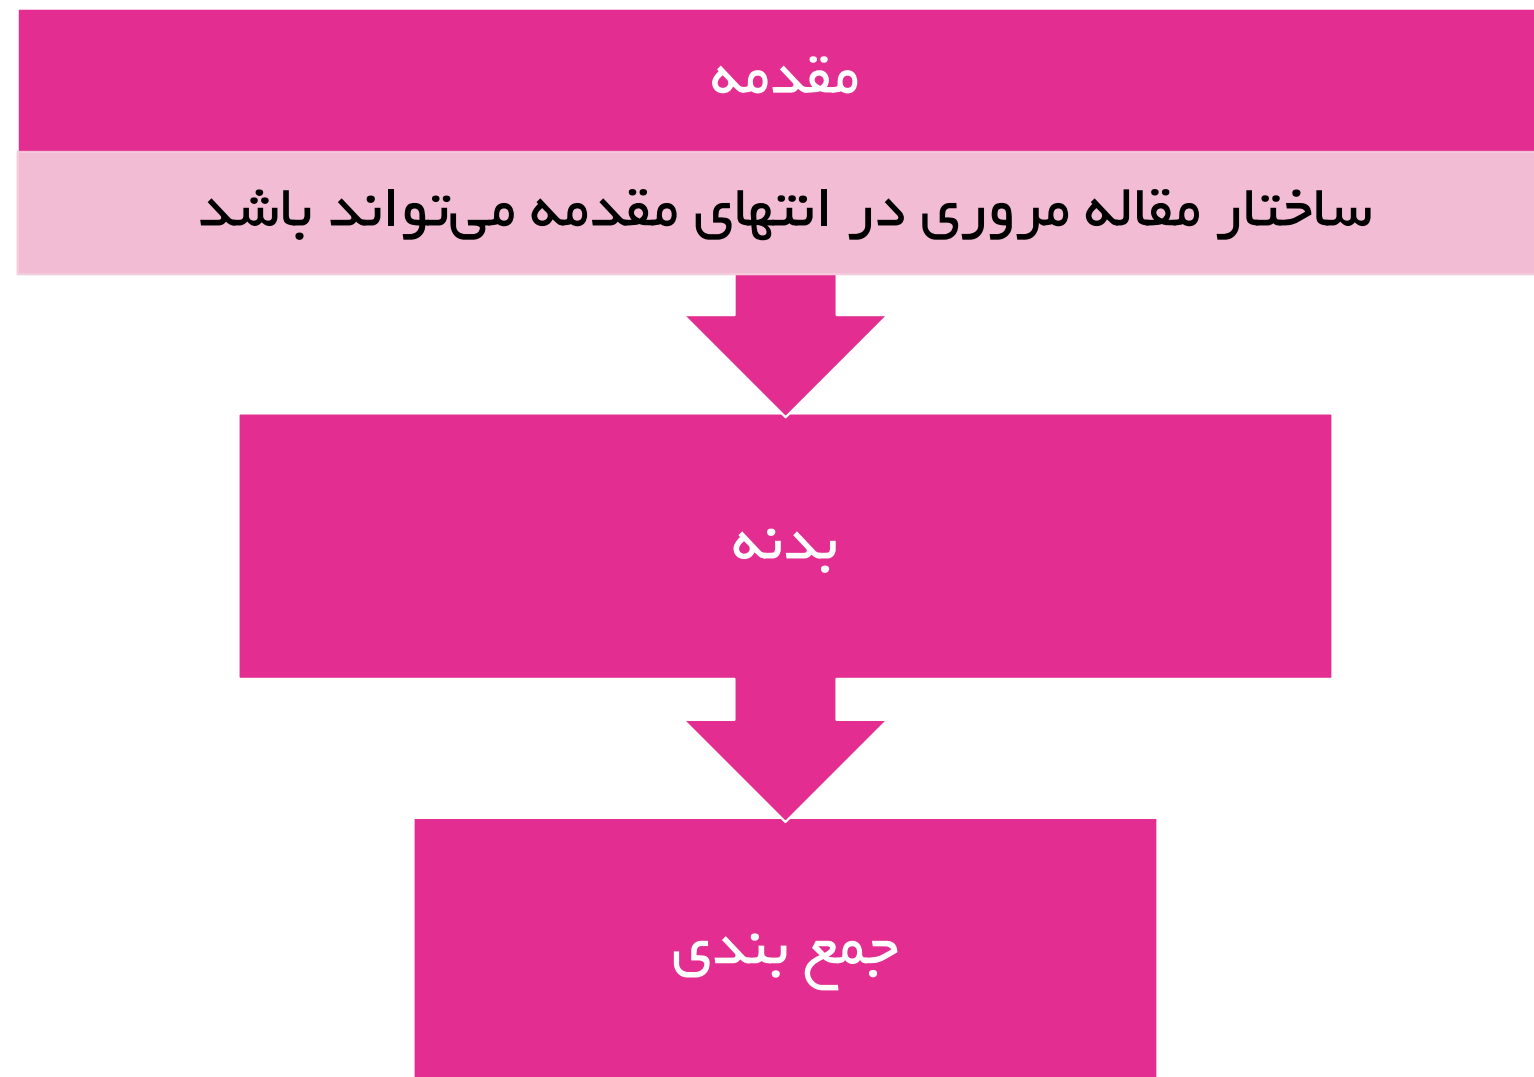 مقدمه
ساختار مقاله مروری در انتهای مقدمه می‌تواند باشد
بدنه
جمع بندی